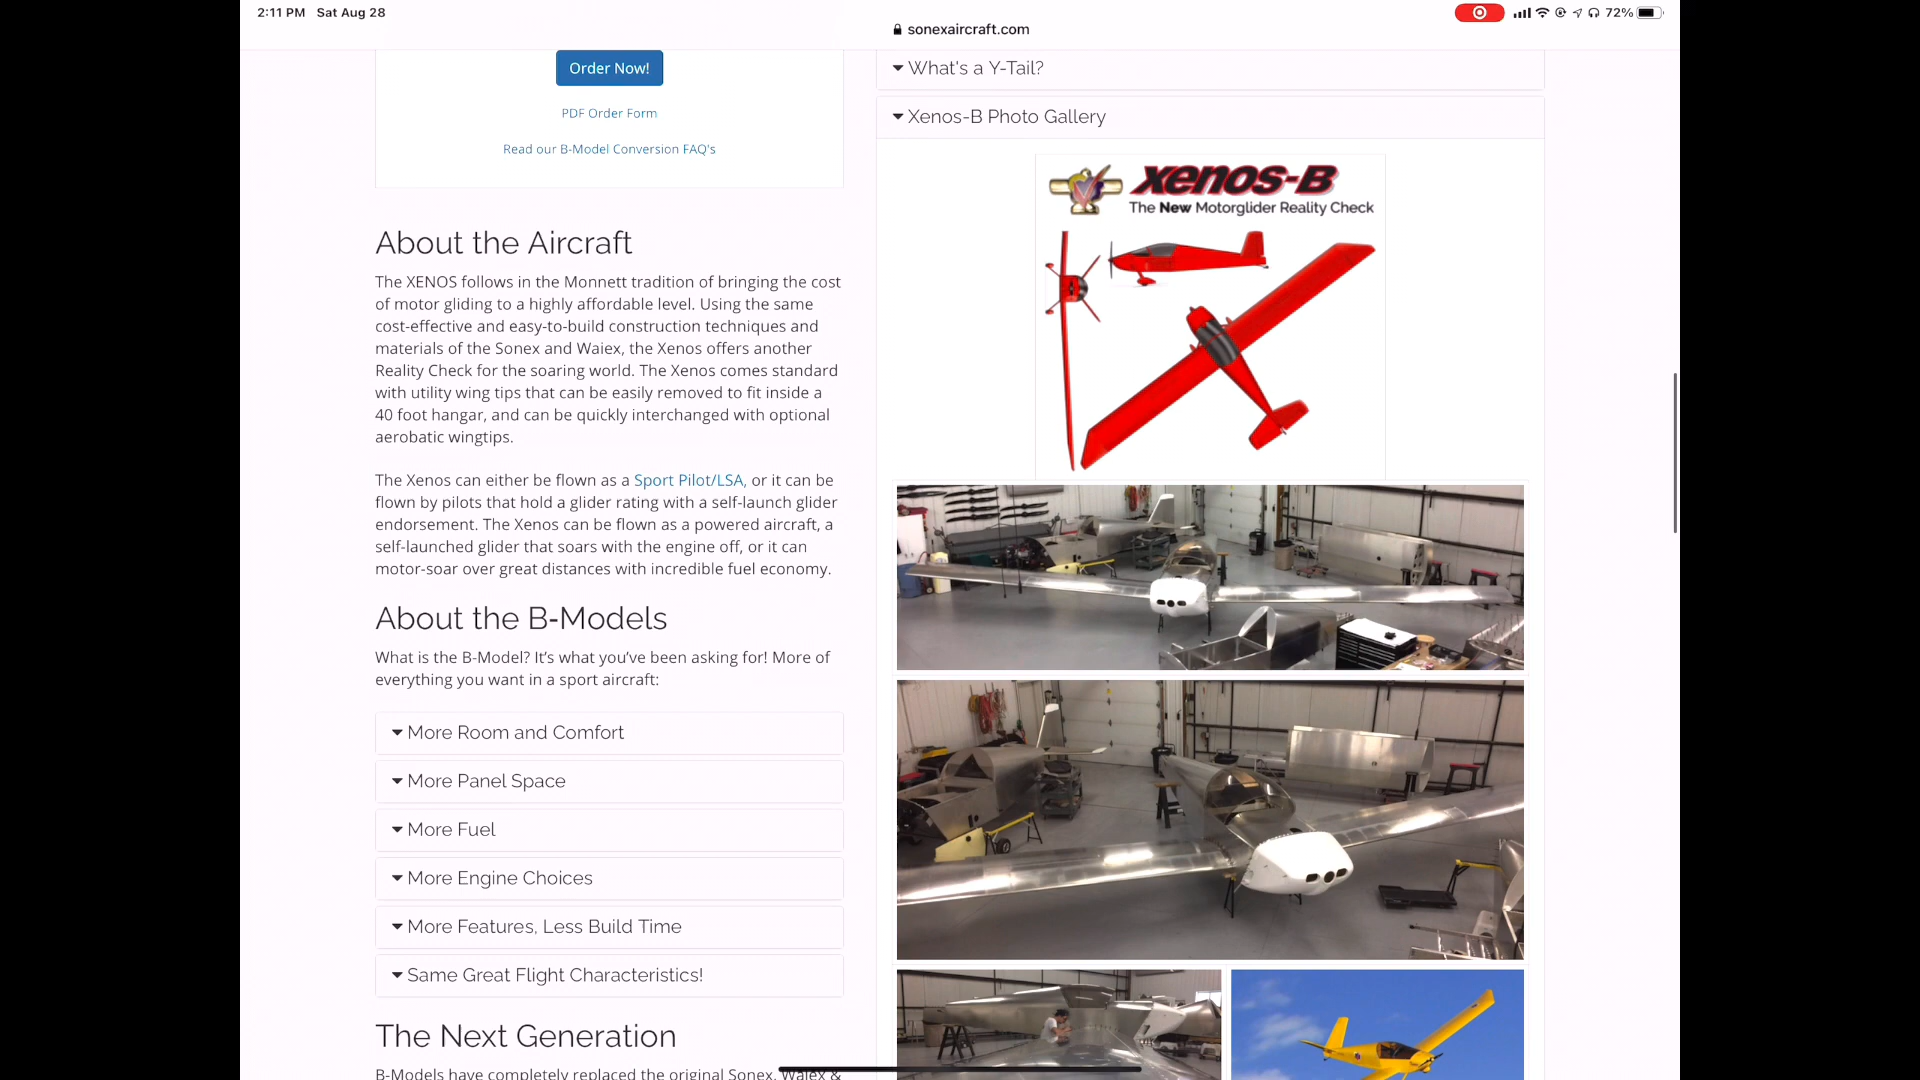 2:11 PM Sat Aug 28
72%
sonexaircraft.com
Order Now!
PDF Order Form
Read our B-Model Conversion FAQ's
About the Aircraft
The XENOS follows in the Monnett tradition of bringing the cost
of motor gliding to a highly affordable level. Using the same
cost-effective and easy-to-build construction techniques and
materials of the Sonex and Waiex, the Xenos offers another
Reality Check for the soaring world. The Xenos comes standard
with utility wing tips that can be easily removed to fit inside a
40 foot hangar, and can be quickly interchanged with optional
aerobatic wingtips.
The Xenos can either be flown as a Sport Pilot/LSA, or it can be
flown by pilots that hold a glider rating with a self-launch glider
endorsement. The Xenos can be flown as a powered aircraft, a
self-launched glider that soars with the engine off, or it can
motor-soar over great distances with incredible fuel economy.
About the B-Models
What is the B-Model? It’s what you’ve been asking for! More of
everything you want in a sport aircraft:
More Room and Comfort
More Panel Space
More Fuel
More Engine Choices
More Features, Less Build Time
Same Great Flight Characteristics!
The Next Generation
B-Models have completely replaced the original Sonex, Waiex &
What's a Y-Tail?
Xenos-B Photo Gallery
xenos-B
The New Motorglider Reality Check